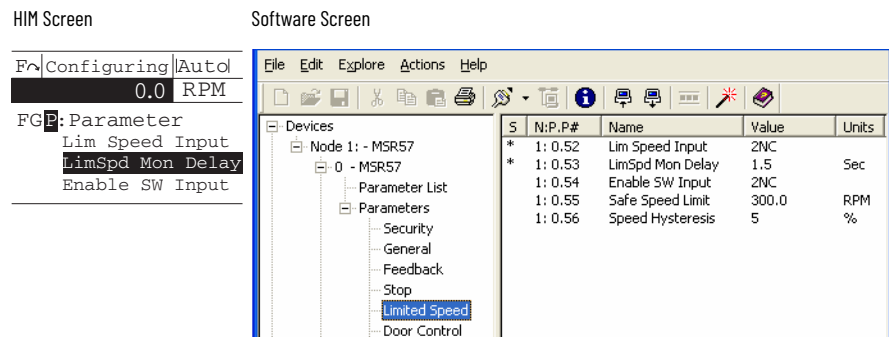 HIM Screen
Software Screen
F Configuring Auto
0.0 RPM
FGP: Parameter
Lim Speed Input
LimSpd Mon Delay
Enable SW Input
File Edit Explore Actions Help
Devices
Node 1: - MSR57
0 - MSR57
Parameter List
Parameters
Security
General
Feedback
Stop
Limited Speed
Door Control
S N:P.P# Name Value Units
* 1: 0.52 Lim Speed Input 2NC
* 1: 0.53 LimSpd Mon Delay 1.5 Sec
1: 0.54 Enable SW Input 2NC
1: 0.55 Safe Speed Limit 300.0 RPM
1: 0.56 Speed Hysteresis 5 %